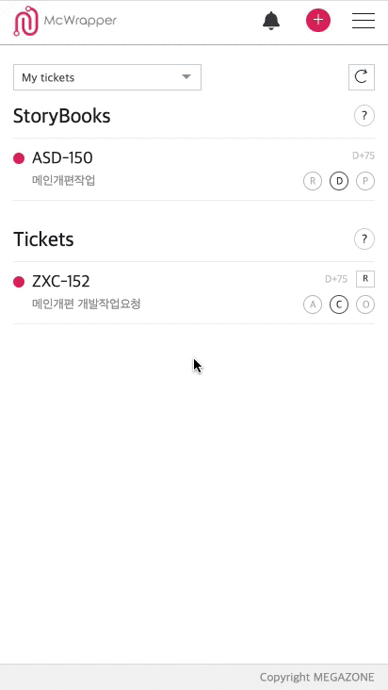 McWrapper
+
My tickets
StoryBooks
?
ASD-150
D+75
메인개편작업
R D P
Tickets
?
ZXC-152
D+75 R
메인개편 개발작업요청
A C O
Copyright MEGAZONE